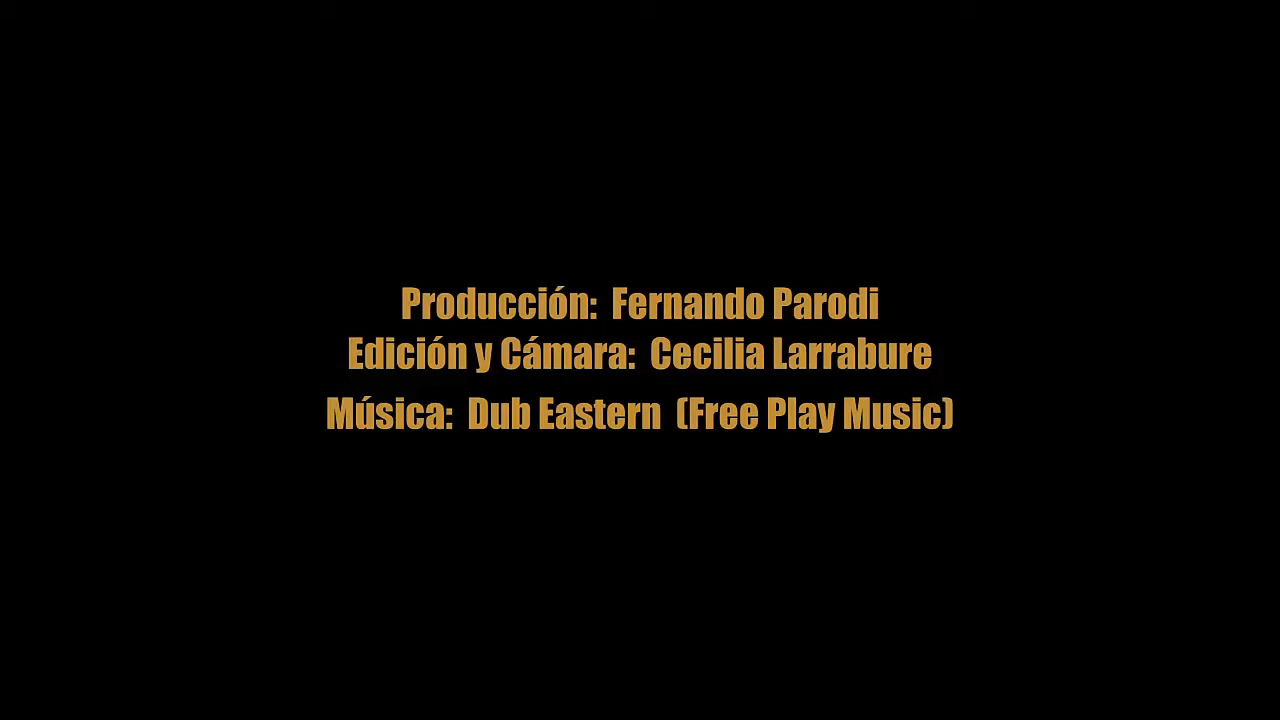 Producción: Fernando Parodi
Edición y Cámara: Cecilia Larrabure
Música: Dub Eastern (Free Play Music)